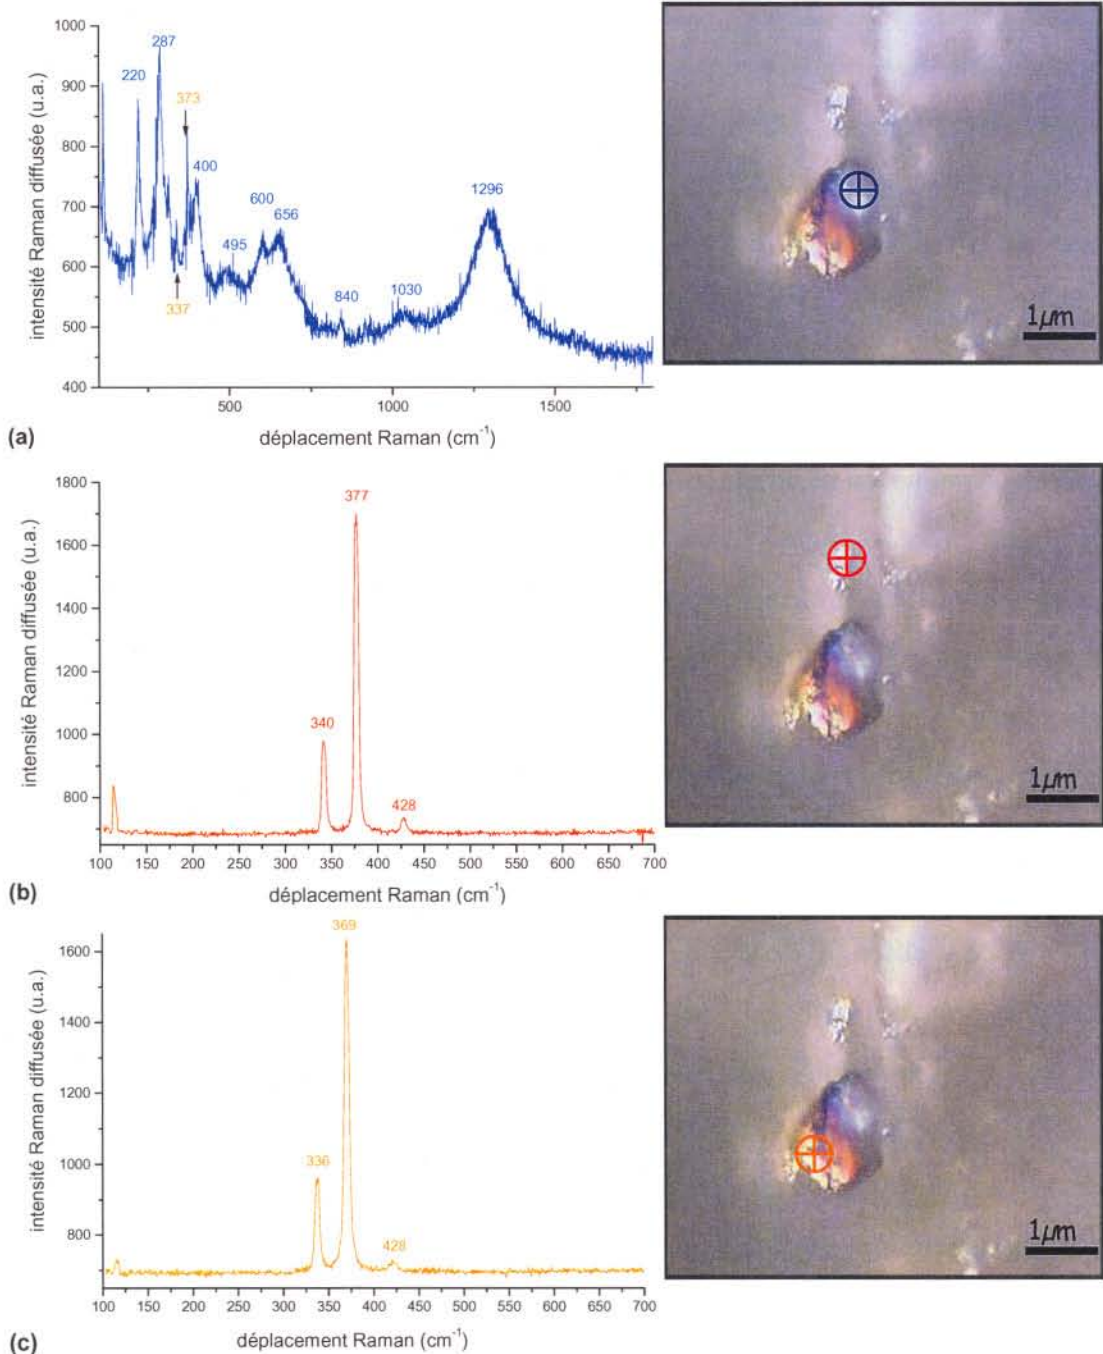 1000
900
800
700
600
500
400
intensité Raman diffusée (u.a.)
220
287
373
400
337
495
600
656
840
1030
1296
500
1000
1500
déplacement Raman (cm⁻¹)
(a)
1µm
1800
1600
1400
1200
1000
800
intensité Raman diffusée (u.a.)
340
377
428
100 150 200 250 300 350 400 450 500 550 600 650 700
déplacement Raman (cm⁻¹)
(b)
1µm
1600
1400
1200
1000
800
intensité Raman diffusée (u.a.)
336
369
428
100 150 200 250 300 350 400 450 500 550 600 650 700
déplacement Raman (cm⁻¹)
(c)
1µm